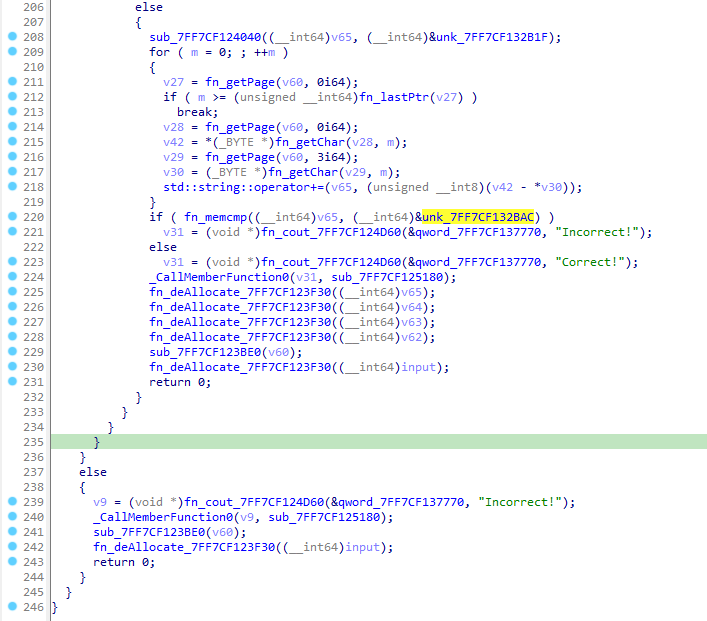 206 else
207 {
208 sub_7FF7CF124040((__int64)v65, (__int64)&unk_7FF7CF132B1F);
209 for ( m = 0; ; ++m )
210 {
211 v27 = fn_getPage(v60, 0i64);
212 if ( m >= (unsigned __int64)fn_lastPtr(v27) )
213 break;
214 v28 = fn_getPage(v60, 0i64);
215 v42 = *(_BYTE *)fn_getChar(v28, m);
216 v29 = fn_getPage(v60, 3i64);
217 v30 = (_BYTE *)fn_getChar(v29, m);
218 std::string::operator+=(v65, (unsigned __int8)(v42 - *v30));
219 }
220 if ( fn_memcmp((__int64)v65, (__int64)&unk_7FF7CF132BAC) )
221 v31 = (void *)fn_cout_7FF7CF124D60(&qword_7FF7CF137770, "Incorrect!");
222 else
223 v31 = (void *)fn_cout_7FF7CF124D60(&qword_7FF7CF137770, "Correct!");
224 _CallMemberFunction0(v31, sub_7FF7CF125180);
225 fn_deAllocate_7FF7CF123F30((__int64)v65);
226 fn_deAllocate_7FF7CF123F30((__int64)v64);
227 fn_deAllocate_7FF7CF123F30((__int64)v63);
228 fn_deAllocate_7FF7CF123F30((__int64)v62);
229 sub_7FF7CF123BE0(v60);
230 fn_deAllocate_7FF7CF123F30((__int64)input);
231 return 0;
232 }
233 }
234 }
235 }
236 }
237 else
238 {
239 v9 = (void *)fn_cout_7FF7CF124D60(&qword_7FF7CF137770, "Incorrect!");
240 _CallMemberFunction0(v9, sub_7FF7CF125180);
241 sub_7FF7CF123BE0(v60);
242 fn_deAllocate_7FF7CF123F30((__int64)input);
243 return 0;
244 }
245 }
246 }